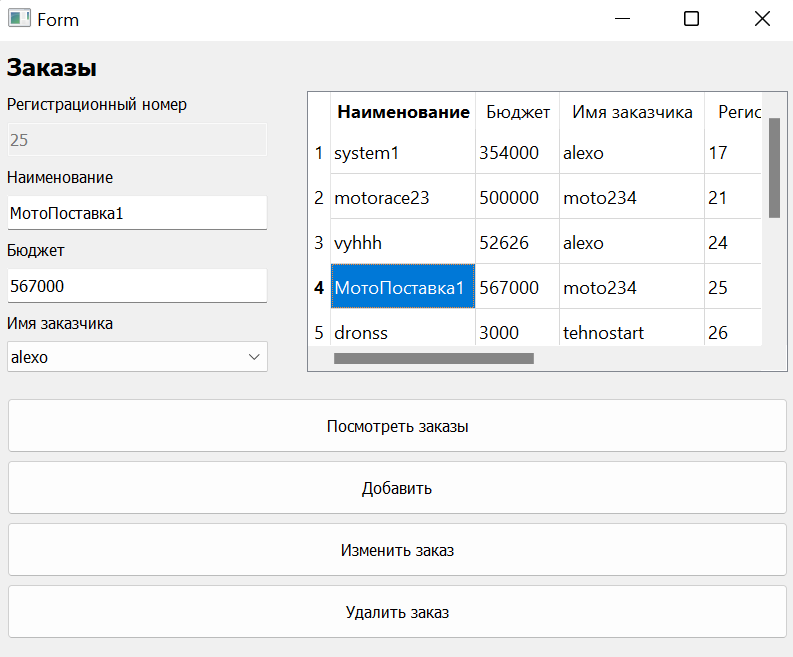 Form
Заказы
Регистрационный номер
25
Наименование
МотоПоставка1
Бюджет
567000
Имя заказчика
alexo
Наименование Бюджет Имя заказчика Регис
1 system1 354000 alexo 17
2 motorace23 500000 moto234 21
3 vyhhh 52626 alexo 24
4 МотоПоставка1 567000 moto234 25
5 dronss 3000 tehnostart 26
Посмотреть заказы
Добавить
Изменить заказ
Удалить заказ